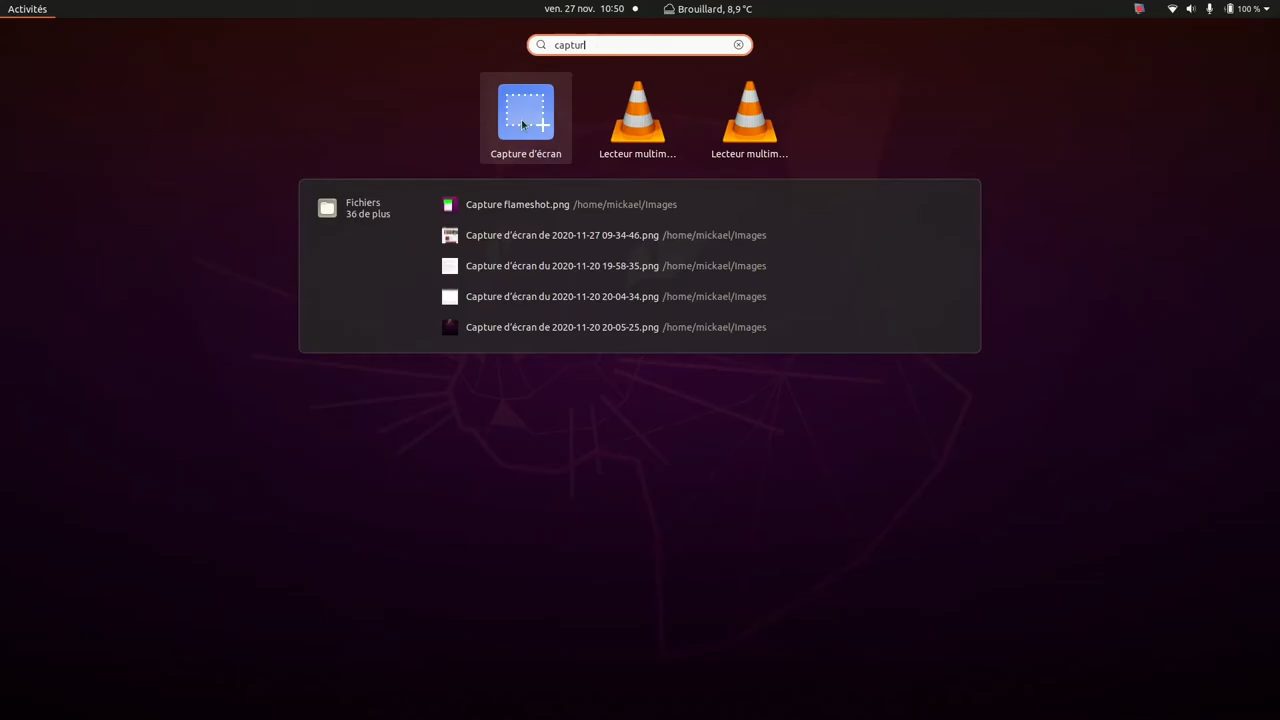 Activités
ven. 27 nov. 10:50
Brouillard, 8,9 °C
100 %
captur
Capture d'écran
Lecteur multim…
Lecteur multim…
Fichiers
36 de plus
Capture flameshot.png /home/mickael/Images
Capture d'écran de 2020-11-27 09-34-46.png /home/mickael/Images
Capture d'écran du 2020-11-20 19-58-35.png /home/mickael/Images
Capture d'écran du 2020-11-20 20-04-34.png /home/mickael/Images
Capture d'écran de 2020-11-20 20-05-25.png /home/mickael/Images